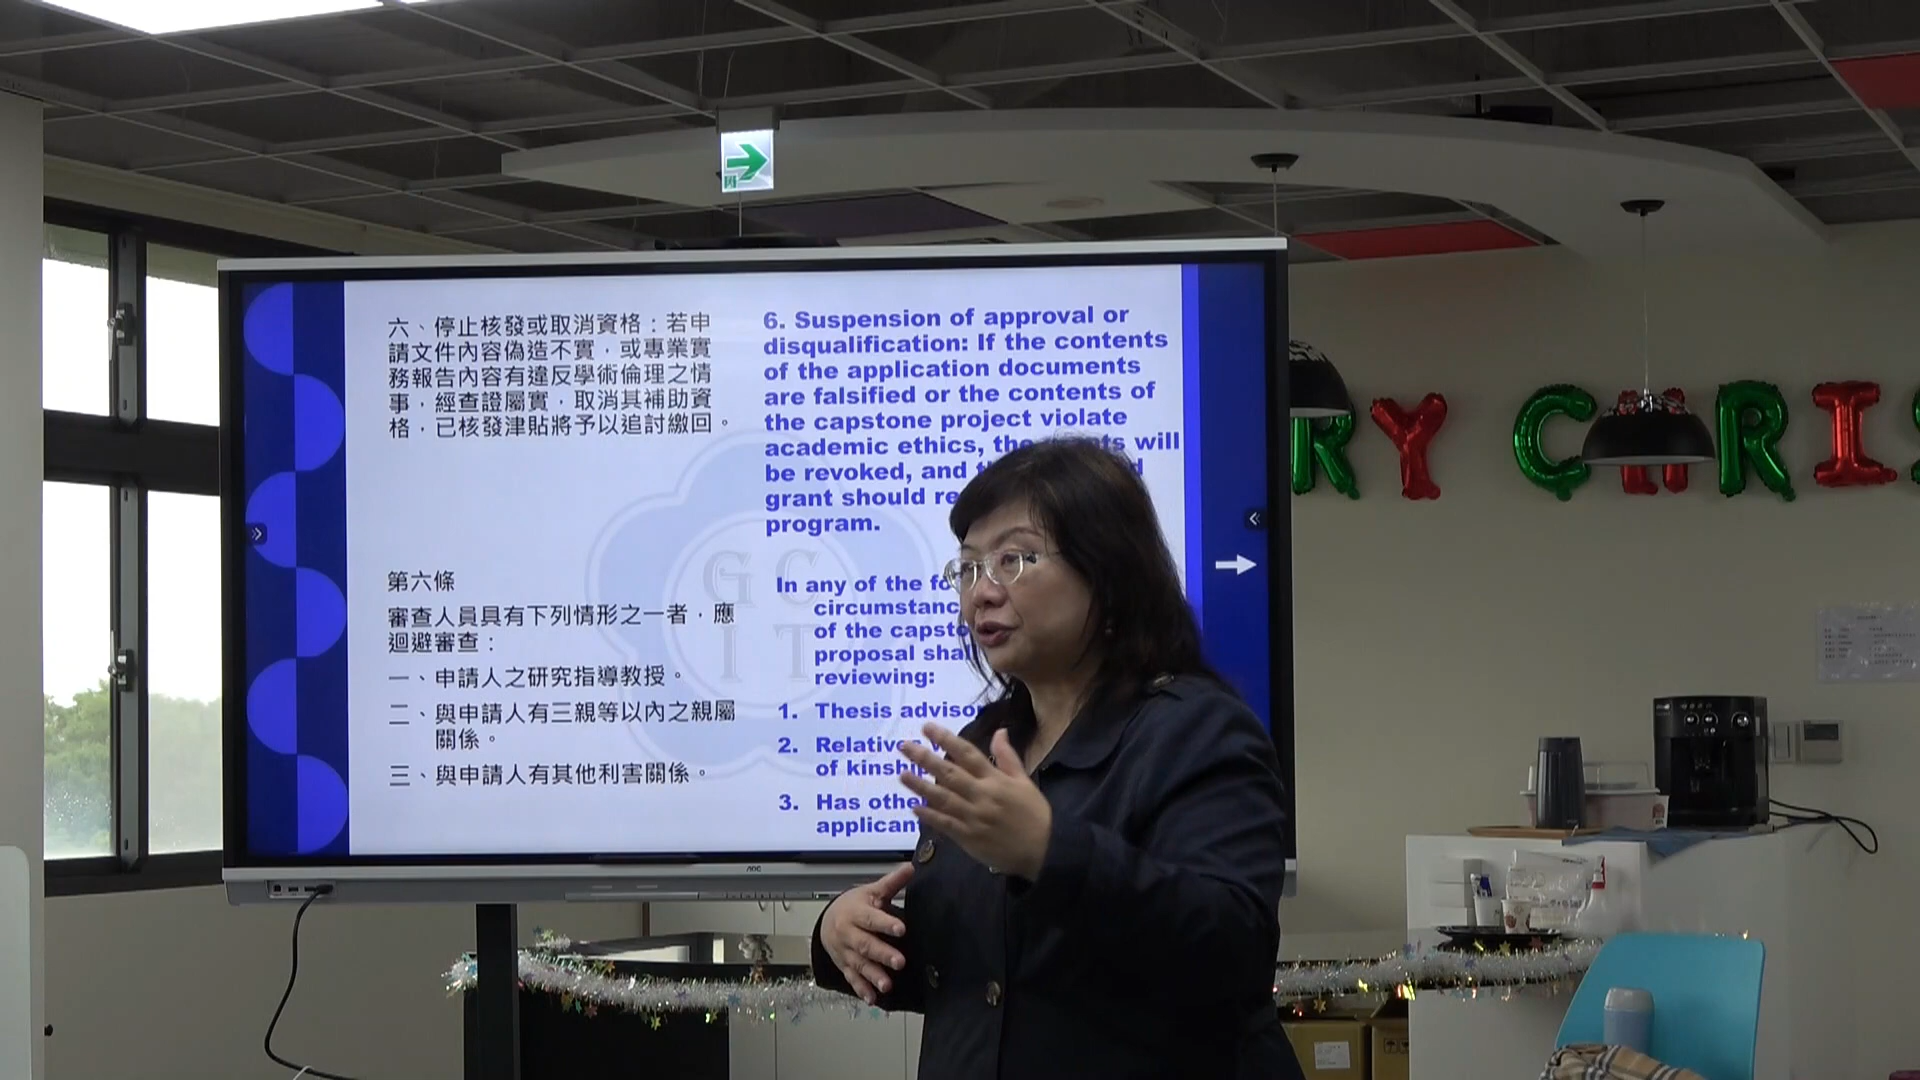 六、停止核發或取消資格：若申
請文件內容偽造不實，或專業實
務報告內容有違反學術倫理之情
事，經查證屬實，取消其補助資
格，已核發津貼將予以追討繳回。
第六條
審查人員具有下列情形之一者，應
迴避審查：
一、申請人之研究指導教授。
二、與申請人有三親等以內之親屬
關係。
三、與申請人有其他利害關係。
6. Suspension of approval or
disqualification: If the contents
of the application documents
are falsified or the contents of
the capstone project violate
academic ethics, the will
be revoked, and
grant should
program.
In any of the
of the
proposal
reviewing:
1. Thesis
2.
of
3. Has
GC
IT
AOC
RY CHRIS